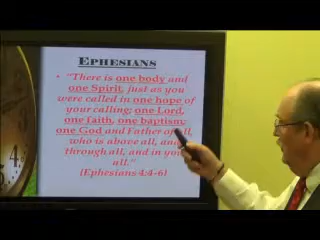 EPHESIANS
• "There is one body and
one Spirit, just as you
were called in one hope of
your calling; one Lord,
one faith, one baptism;
one God and Father of all,
who is above all, and
through all, and in you
all."
(Ephesians 4:4-6)